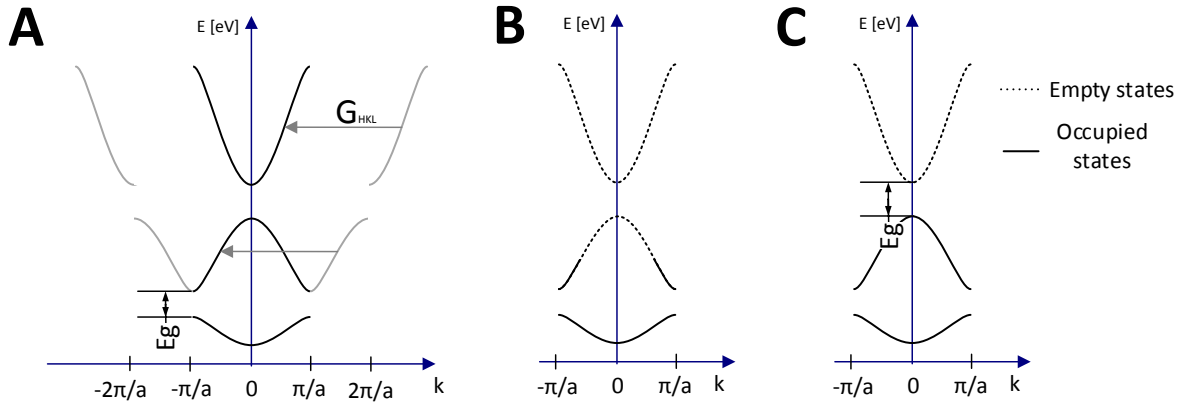 A
E [eV]
G HKL
Eg
-2π/a
-π/a
0
π/a
2π/a
k
B
E [eV]
-π/a
0
π/a
k
C
E [eV]
Eg
-π/a
0
π/a
k
Empty states
Occupied
states